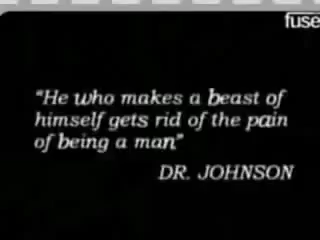 fuse
"He who makes a beast of
himself gets rid of the pain
of being a man"
DR. JOHNSON